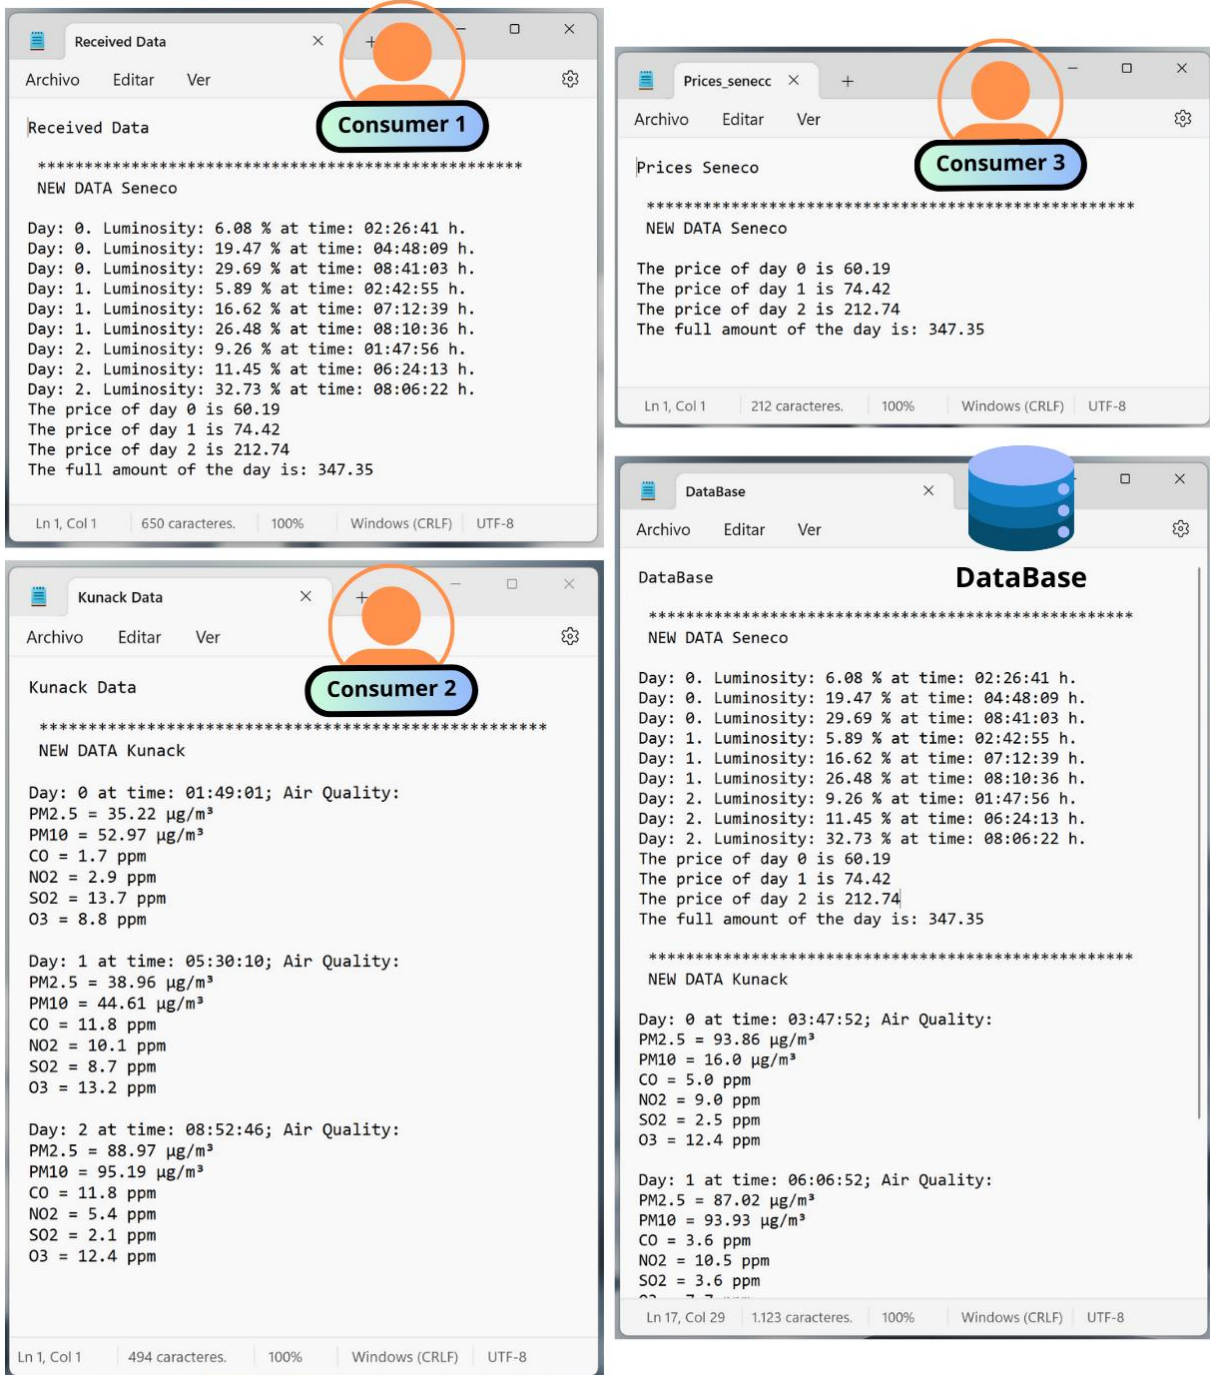 Received Data
Archivo Editar Ver
Consumer 1
Received Data
****************************************************
NEW DATA Seneco
Day: 0. Luminosity: 6.08 % at time: 02:26:41 h.
Day: 0. Luminosity: 19.47 % at time: 04:48:09 h.
Day: 0. Luminosity: 29.69 % at time: 08:41:03 h.
Day: 1. Luminosity: 5.89 % at time: 02:42:55 h.
Day: 1. Luminosity: 16.62 % at time: 07:12:39 h.
Day: 1. Luminosity: 26.48 % at time: 08:10:36 h.
Day: 2. Luminosity: 9.26 % at time: 01:47:56 h.
Day: 2. Luminosity: 11.45 % at time: 06:24:13 h.
Day: 2. Luminosity: 32.73 % at time: 08:06:22 h.
The price of day 0 is 60.19
The price of day 1 is 74.42
The price of day 2 is 212.74
The full amount of the day is: 347.35
Ln 1, Col 1 650 caracteres. 100% Windows (CRLF) UTF-8
Kunack Data
Archivo Editar Ver
Consumer 2
Kunack Data
****************************************************
NEW DATA Kunack
Day: 0 at time: 01:49:01; Air Quality:
PM2.5 = 35.22 µg/m³
PM10 = 52.97 µg/m³
CO = 1.7 ppm
NO2 = 2.9 ppm
SO2 = 13.7 ppm
O3 = 8.8 ppm
Day: 1 at time: 05:30:10; Air Quality:
PM2.5 = 38.96 µg/m³
PM10 = 44.61 µg/m³
CO = 11.8 ppm
NO2 = 10.1 ppm
SO2 = 8.7 ppm
O3 = 13.2 ppm
Day: 2 at time: 08:52:46; Air Quality:
PM2.5 = 88.97 µg/m³
PM10 = 95.19 µg/m³
CO = 11.8 ppm
NO2 = 5.4 ppm
SO2 = 2.1 ppm
O3 = 12.4 ppm
Ln 1, Col 1 494 caracteres. 100% Windows (CRLF) UTF-8
Prices_senecc
Archivo Editar Ver
Consumer 3
Prices Seneco
****************************************************
NEW DATA Seneco
The price of day 0 is 60.19
The price of day 1 is 74.42
The price of day 2 is 212.74
The full amount of the day is: 347.35
Ln 1, Col 1 212 caracteres. 100% Windows (CRLF) UTF-8
DataBase
Archivo Editar Ver
DataBase
DataBase
****************************************************
NEW DATA Seneco
Day: 0. Luminosity: 6.08 % at time: 02:26:41 h.
Day: 0. Luminosity: 19.47 % at time: 04:48:09 h.
Day: 0. Luminosity: 29.69 % at time: 08:41:03 h.
Day: 1. Luminosity: 5.89 % at time: 02:42:55 h.
Day: 1. Luminosity: 16.62 % at time: 07:12:39 h.
Day: 1. Luminosity: 26.48 % at time: 08:10:36 h.
Day: 2. Luminosity: 9.26 % at time: 01:47:56 h.
Day: 2. Luminosity: 11.45 % at time: 06:24:13 h.
Day: 2. Luminosity: 32.73 % at time: 08:06:22 h.
The price of day 0 is 60.19
The price of day 1 is 74.42
The price of day 2 is 212.74
The full amount of the day is: 347.35
****************************************************
NEW DATA Kunack
Day: 0 at time: 03:47:52; Air Quality:
PM2.5 = 93.86 µg/m³
PM10 = 16.0 µg/m³
CO = 5.0 ppm
NO2 = 9.0 ppm
SO2 = 2.5 ppm
O3 = 12.4 ppm
Day: 1 at time: 06:06:52; Air Quality:
PM2.5 = 87.02 µg/m³
PM10 = 93.93 µg/m³
CO = 3.6 ppm
NO2 = 10.5 ppm
SO2 = 3.6 ppm
Ln 17, Col 29 1.123 caracteres. 100% Windows (CRLF) UTF-8